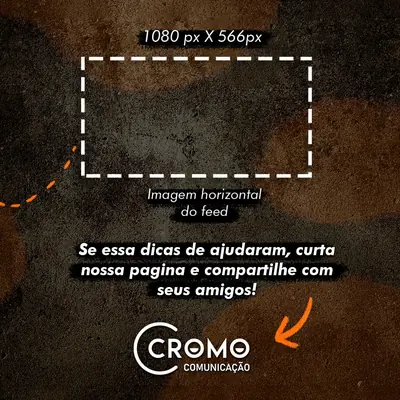 1080 px X 566px
Imagem horizontal
do feed
Se essa dicas de ajudaram, curta
nossa pagina e compartilhe com
seus amigos!
CROMO
COMUNICAÇÃO